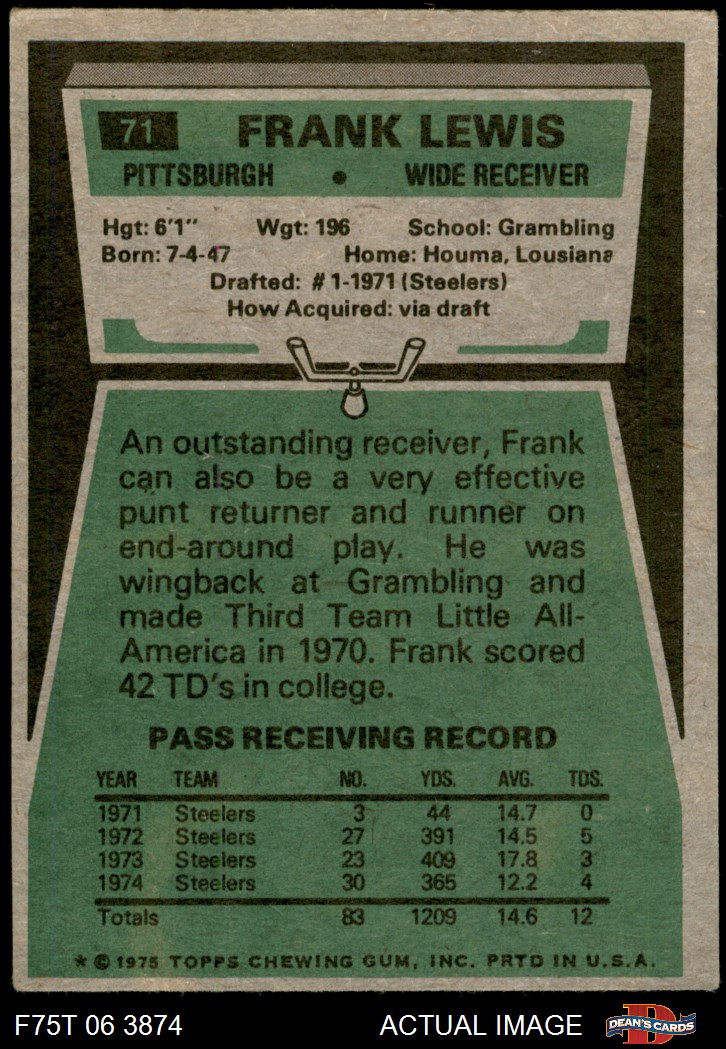 71 FRANK LEWIS
PITTSBURGH • WIDE RECEIVER
Hgt: 6'1" Wgt: 196 School: Grambling
Born: 7-4-47 Home: Houma, Lousiana
Drafted: #1-1971 (Steelers)
How Acquired: via draft
An outstanding receiver, Frank
can also be a very effective
punt returner and runner on
end-around play. He was
wingback at Grambling and
made Third Team Little All-
America in 1970. Frank scored
42 TD's in college.
PASS RECEIVING RECORD
YEAR TEAM NO. YDS. AVG. TDS.
1971 Steelers 3 44 14.7 0
1972 Steelers 27 391 14.5 5
1973 Steelers 23 409 17.8 3
1974 Steelers 30 365 12.2 4
Totals 83 1209 14.6 12
* © 1975 TOPPS CHEWING GUM, INC. PRTD IN U.S.A.
F75T 06 3874 ACTUAL IMAGE D DEAN'S CARDS